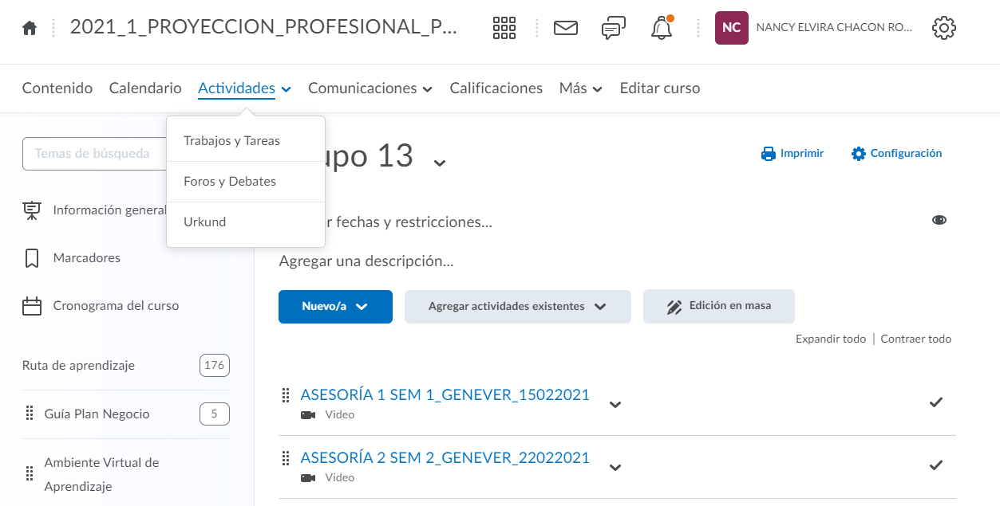 2021_1_PROYECCION_PROFESIONAL_P...
NC NANCY ELVIRA CHACON RO...
Contenido Calendario Actividades Comunicaciones Calificaciones Más Editar curso
Trabajos y Tareas
Foros y Debates
Urkund
Temas de búsqueda
upo 13
Imprimir Configuración
Información general
r fechas y restricciones...
Marcadores
Agregar una descripción...
Cronograma del curso
Nuevo/a Agregar actividades existentes Edición en masa
Expandir todo | Contraer todo
Ruta de aprendizaje 176
Guía Plan Negocio 5
Ambiente Virtual de
Aprendizaje
ASESORÍA 1 SEM 1_GENEVER_15022021
Video
ASESORÍA 2 SEM 2_GENEVER_22022021
Video